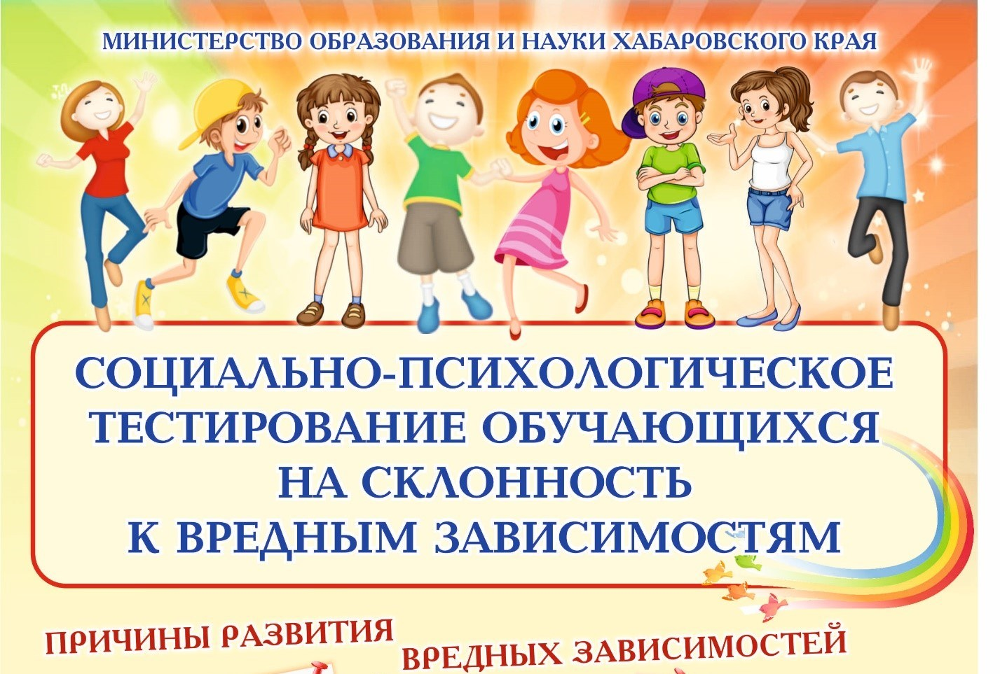 МИНИСТЕРСТВО ОБРАЗОВАНИЯ И НАУКИ ХАБАРОВСКОГО КРАЯ
СОЦИАЛЬНО-ПСИХОЛОГИЧЕСКОЕ
ТЕСТИРОВАНИЕ ОБУЧАЮЩИХСЯ
НА СКЛОННОСТЬ
К ВРЕДНЫМ ЗАВИСИМОСТЯМ
ПРИЧИНЫ РАЗВИТИЯ
ВРЕДНЫХ ЗАВИСИМОСТЕЙ